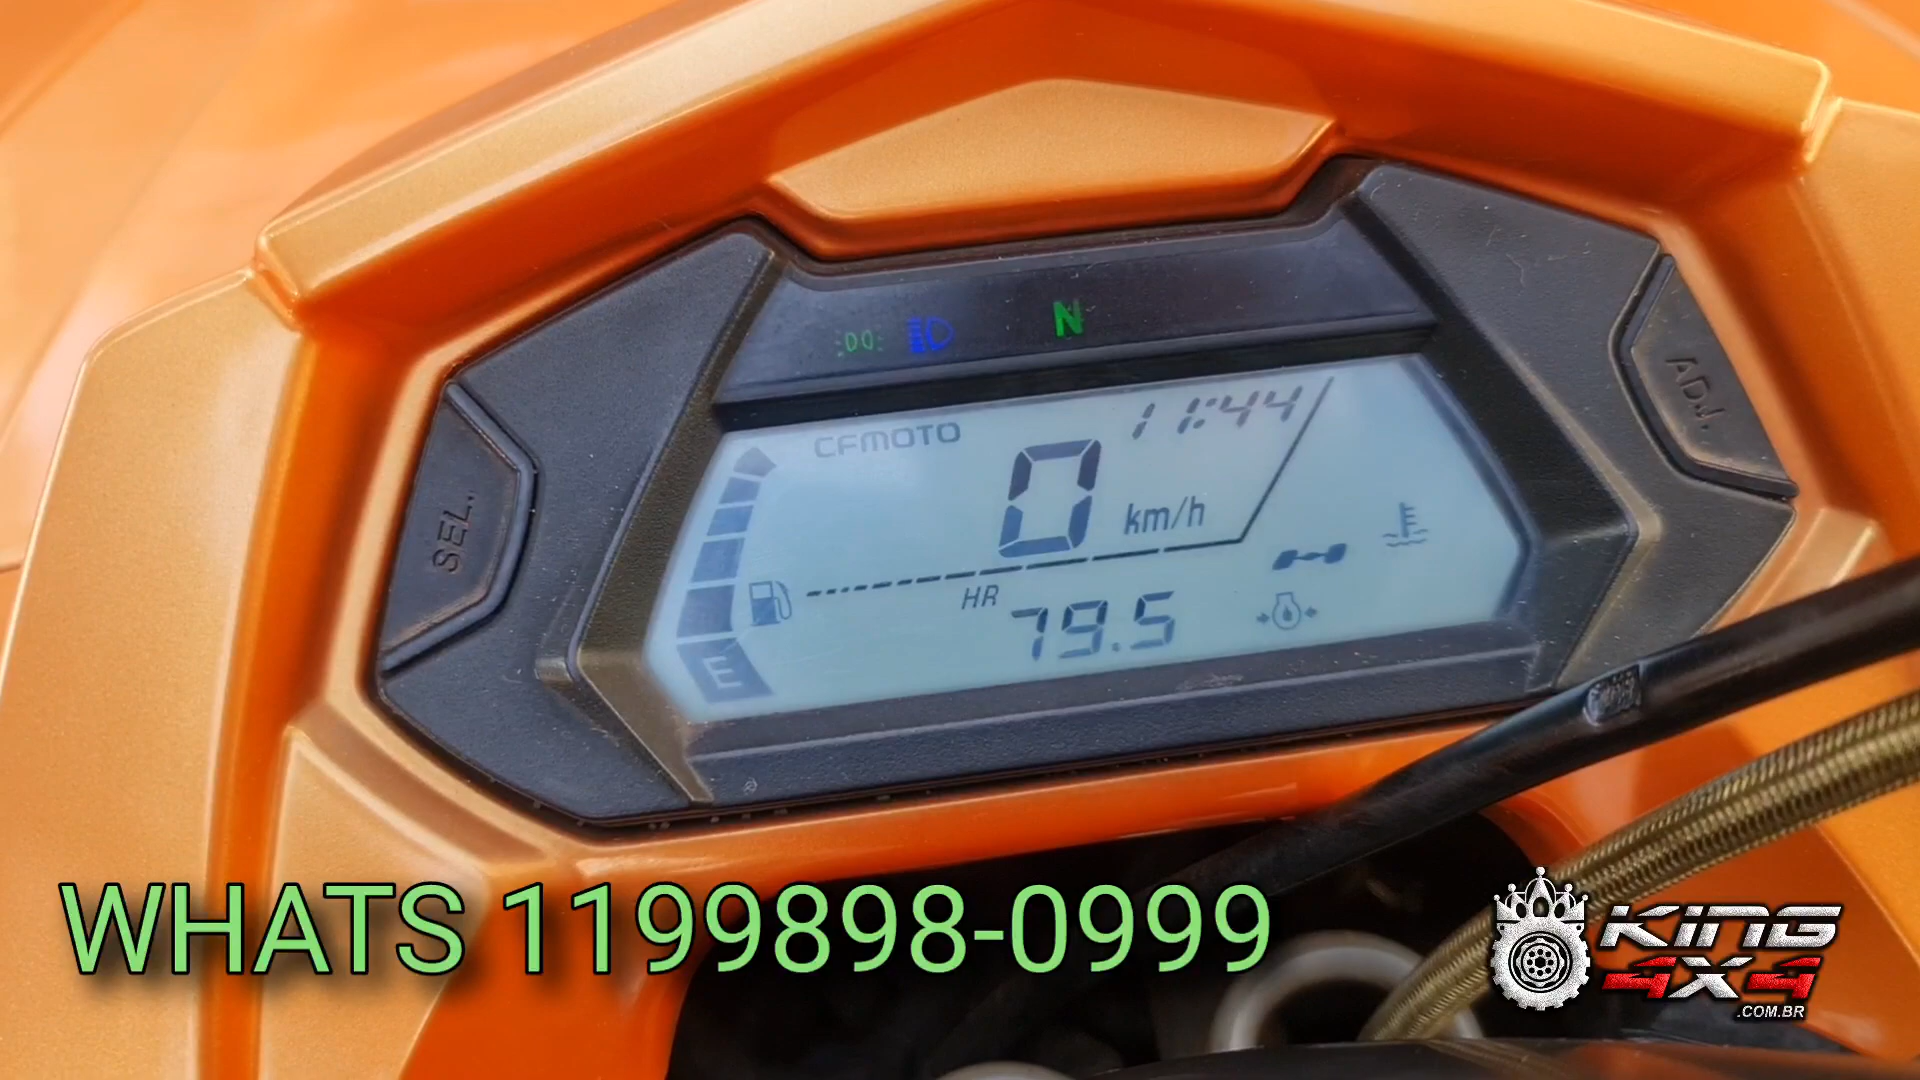 N
11:44
CFMOTO
0
km/h
ADJ.
SEL.
HR
79.5
E
WHATS 1199898-0999
KING
4X4
.COM.BR